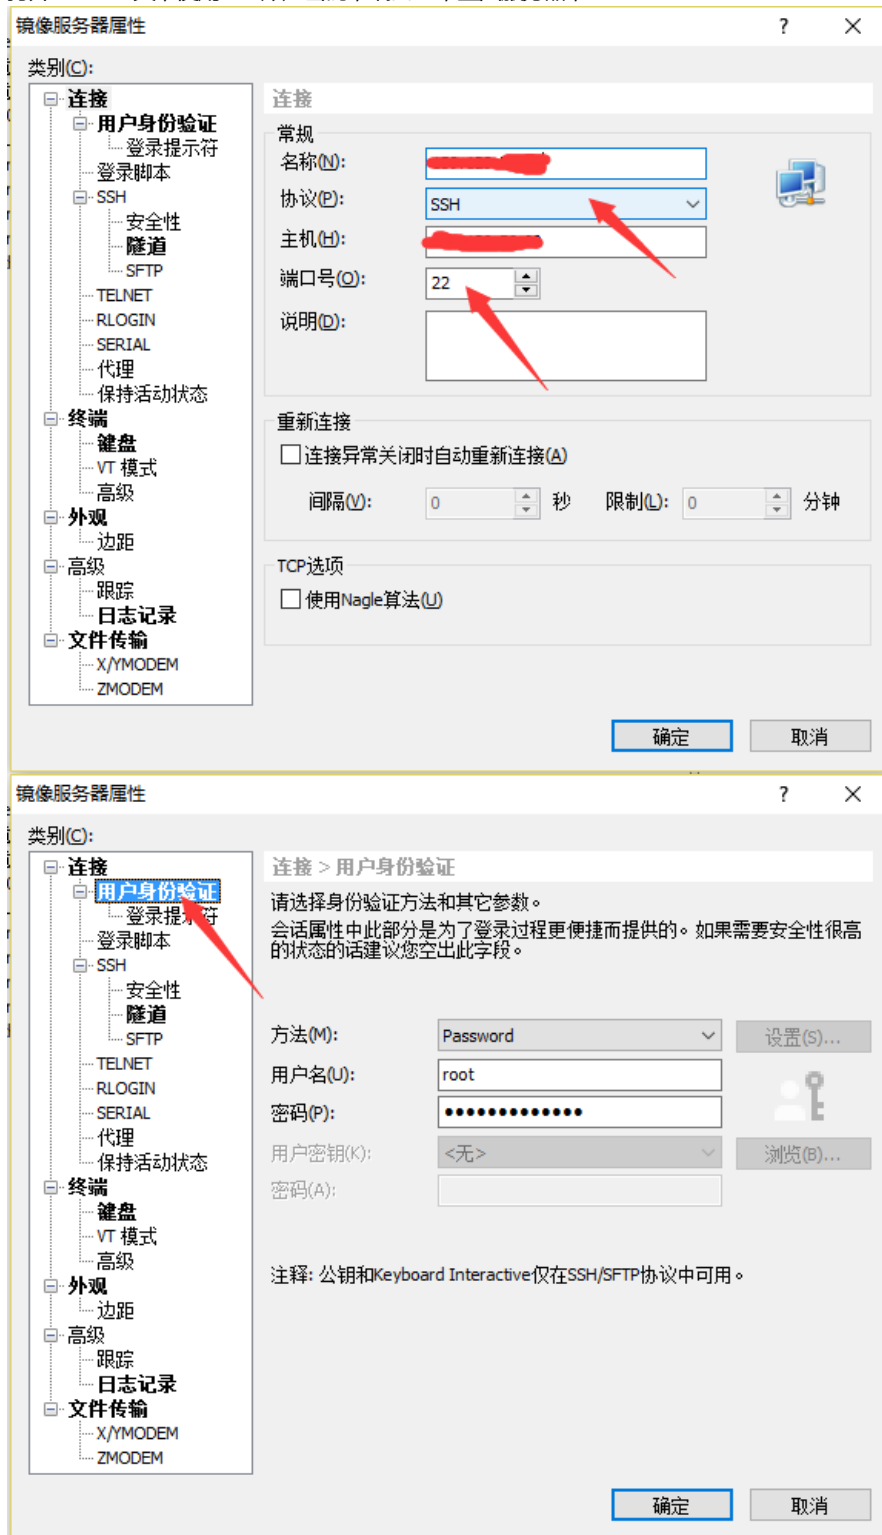 镜像服务器属性
类别(C):
连接
用户身份验证
登录提示符
登录脚本
SSH
安全性
隧道
SFTP
TELNET
RLOGIN
SERIAL
代理
保持活动状态
终端
键盘
VT 模式
高级
外观
边距
高级
跟踪
日志记录
文件传输
X/YMODEM
ZMODEM
连接
常规
名称(N):
协议(P): SSH
主机(H):
端口号(O): 22
说明(D):
重新连接
连接异常关闭时自动重新连接(A)
间隔(V): 0 秒 限制(L): 0 分钟
TCP选项
使用Nagle算法(U)
确定 取消
镜像服务器属性
类别(C):
连接
用户身份验证
登录提示符
登录脚本
SSH
安全性
隧道
SFTP
TELNET
RLOGIN
SERIAL
代理
保持活动状态
终端
键盘
VT 模式
高级
外观
边距
高级
跟踪
日志记录
文件传输
X/YMODEM
ZMODEM
连接 > 用户身份验证
请选择身份验证方法和其它参数。
会话属性中此部分是为了登录过程更便捷而提供的。如果需要安全性很高
的状态的话建议您空出此字段。
方法(M): Password 设置(S)...
用户名(U): root
密码(P): ●●●●●●●●●●●●●
用户密钥(K): <无> 浏览(B)...
密码(A):
注释: 公钥和Keyboard Interactive仅在SSH/SFTP协议中可用。
确定 取消